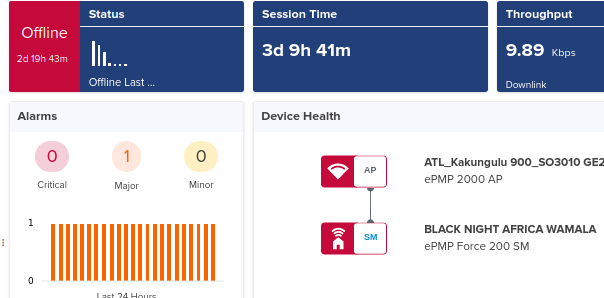 Offline
2d 19h 43m
Status
Offline Last ...
Session Time
3d 9h 41m
Throughput
9.89 Kbps
Downlink
Alarms
0
Critical
1
Major
0
Minor
1
0
Last 24 Hours
Device Health
AP
ATL_Kakungulu 900_SO3010 GE2
ePMP 2000 AP
SM
BLACK NIGHT AFRICA WAMALA
ePMP Force 200 SM